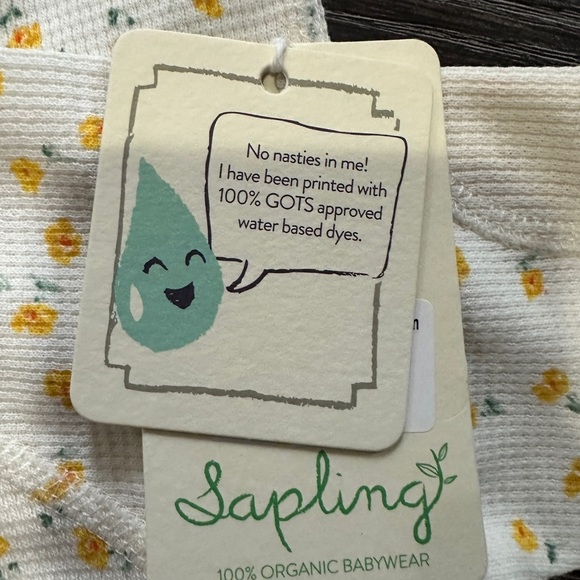 No nasties in me!
I have been printed with
100% GOTS approved
water based dyes.
Sapling
100% ORGANIC BABYWEAR